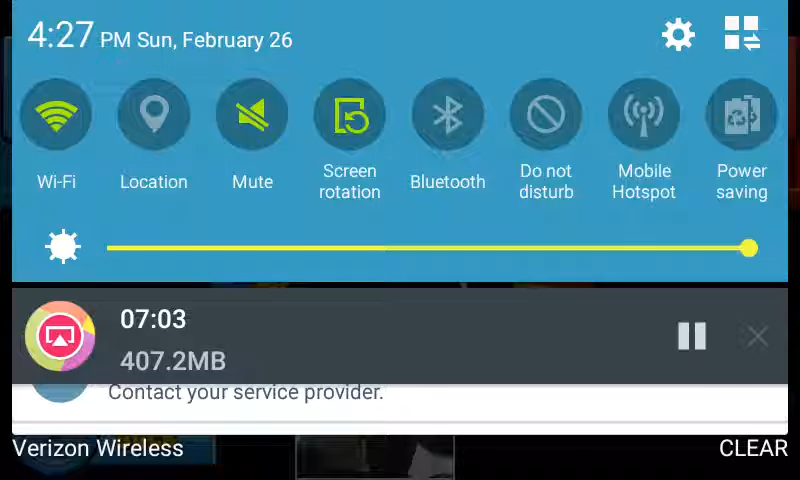 4:27 PM Sun, February 26
Wi-Fi
Location
Mute
Screen
rotation
Bluetooth
Do not
disturb
Mobile
Hotspot
Power
saving
07:03
407.2MB
Contact your service provider.
Verizon Wireless
CLEAR